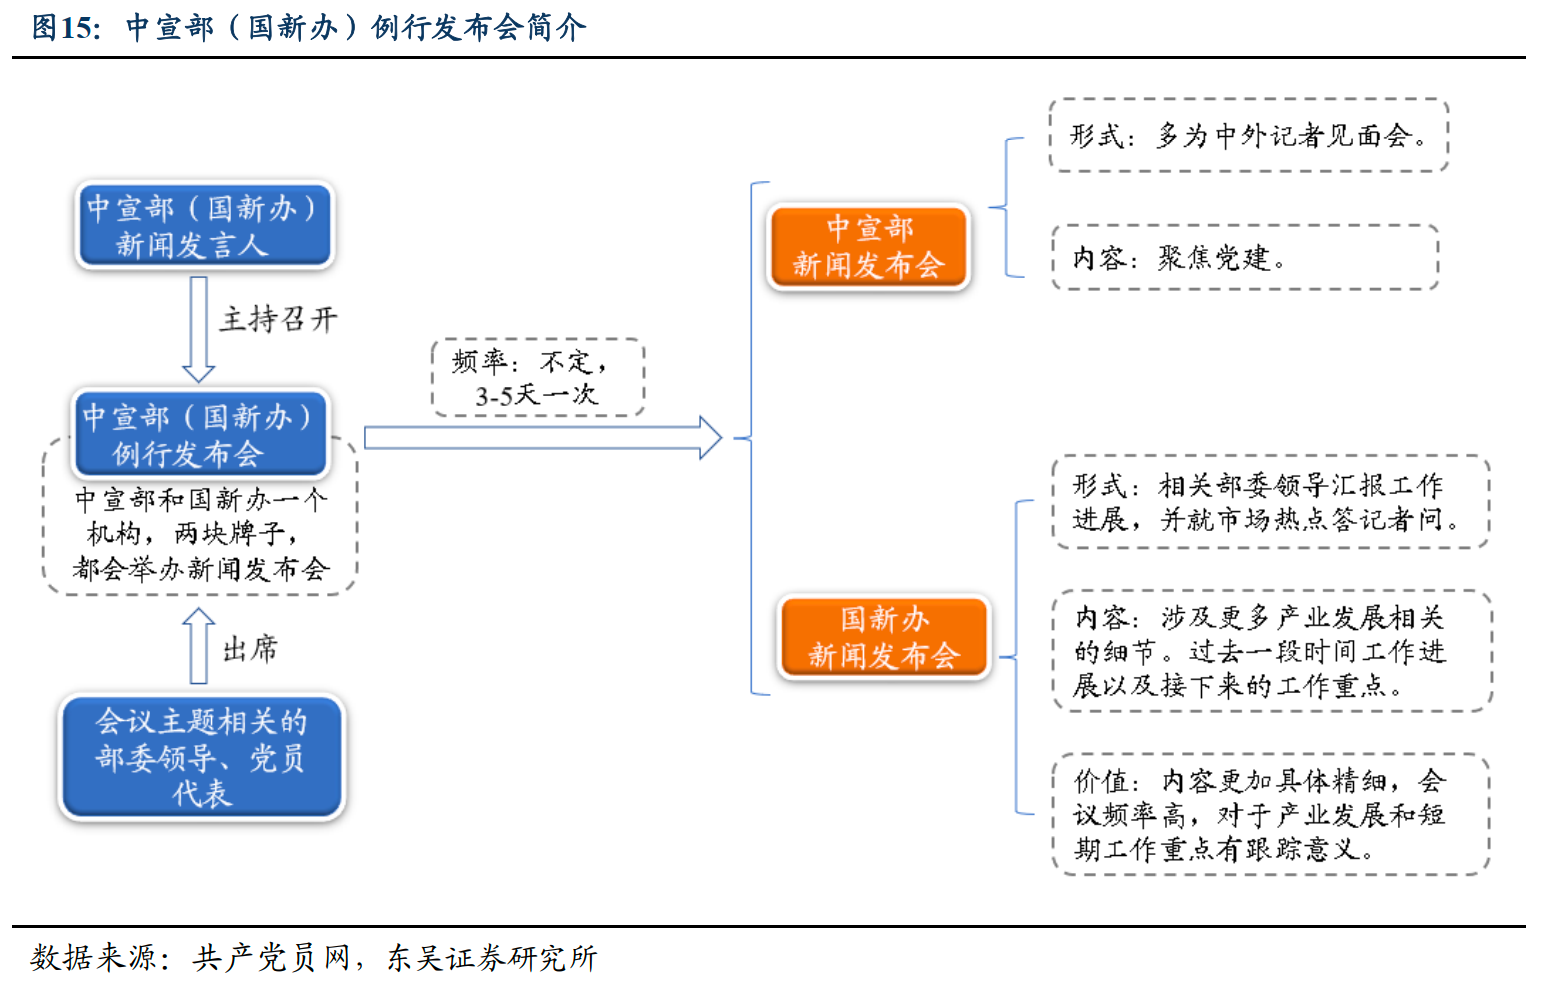 图15：中宣部（国新办）例行发布会简介
中宣部（国新办）
新闻发言人
主持召开
中宣部（国新办）
例行发布会
中宣部和国新办一个
机构，两块牌子，
都会举办新闻发布会
出席
会议主题相关的
部委领导、党员
代表
频率：不定，
3-5天一次
中宣部
新闻发布会
形式：多为中外记者见面会。
内容：聚焦党建。
国新办
新闻发布会
形式：相关部委领导汇报工作
进展，并就市场热点答记者问。
内容：涉及更多产业发展相关
的细节。过去一段时间工作进
展以及接下来的工作重点。
价值：内容更加具体精细，会
议频率高，对于产业发展和短
期工作重点有跟踪意义。
数据来源：共产党员网，东吴证券研究所